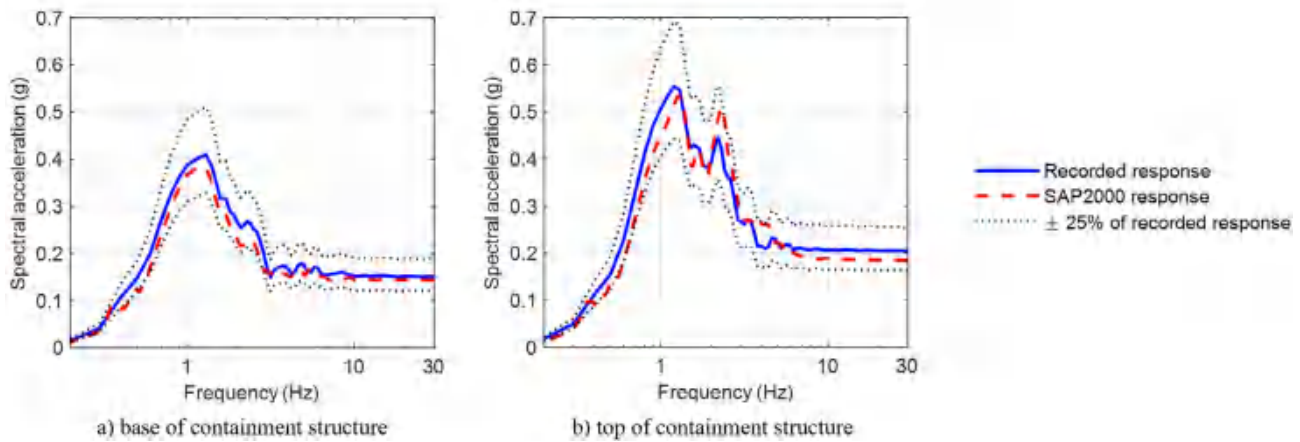 0.7
0.6
0.5
0.4
0.3
0.2
0.1
0
Spectral acceleration (g)
1
10
30
Frequency (Hz)
a) base of containment structure
0.7
0.6
0.5
0.4
0.3
0.2
0.1
0
Spectral acceleration (g)
1
10
30
Frequency (Hz)
b) top of containment structure
Recorded response
SAP2000 response
± 25% of recorded response